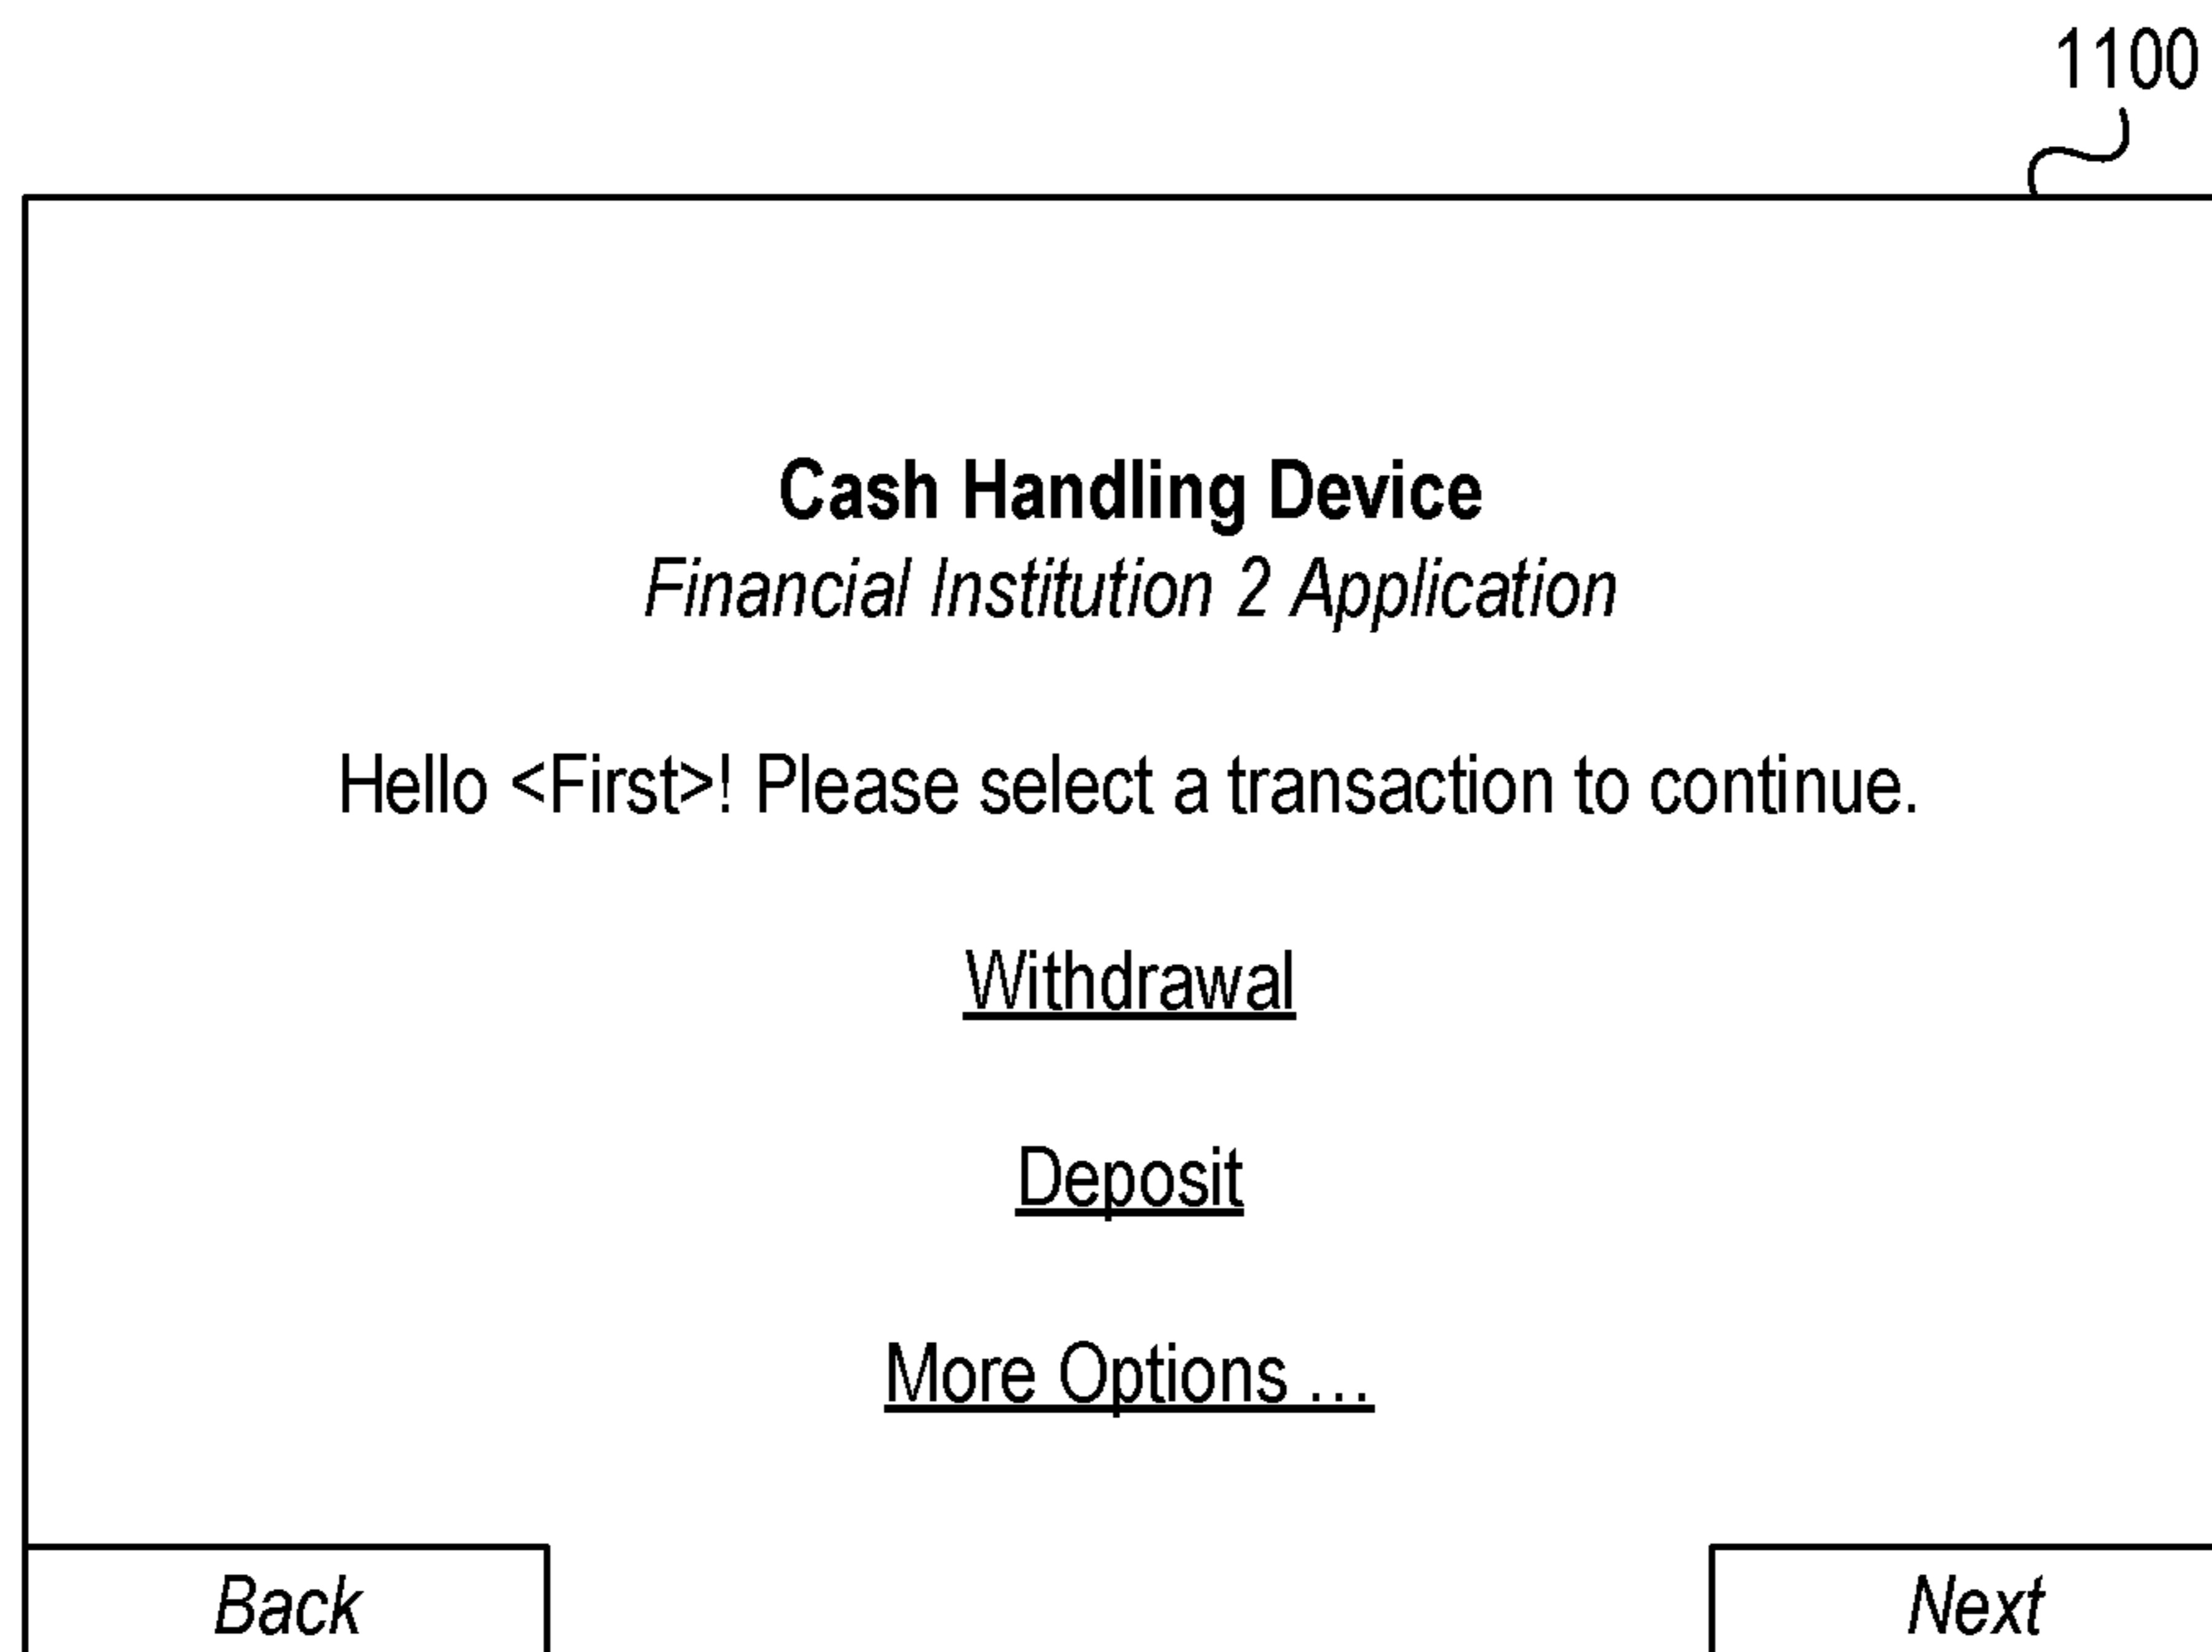 1100
Cash Handling Device
Financial Institution 2 Application
Hello <First>! Please select a transaction to continue.
Withdrawal
Deposit
More Options ...
Back
Next